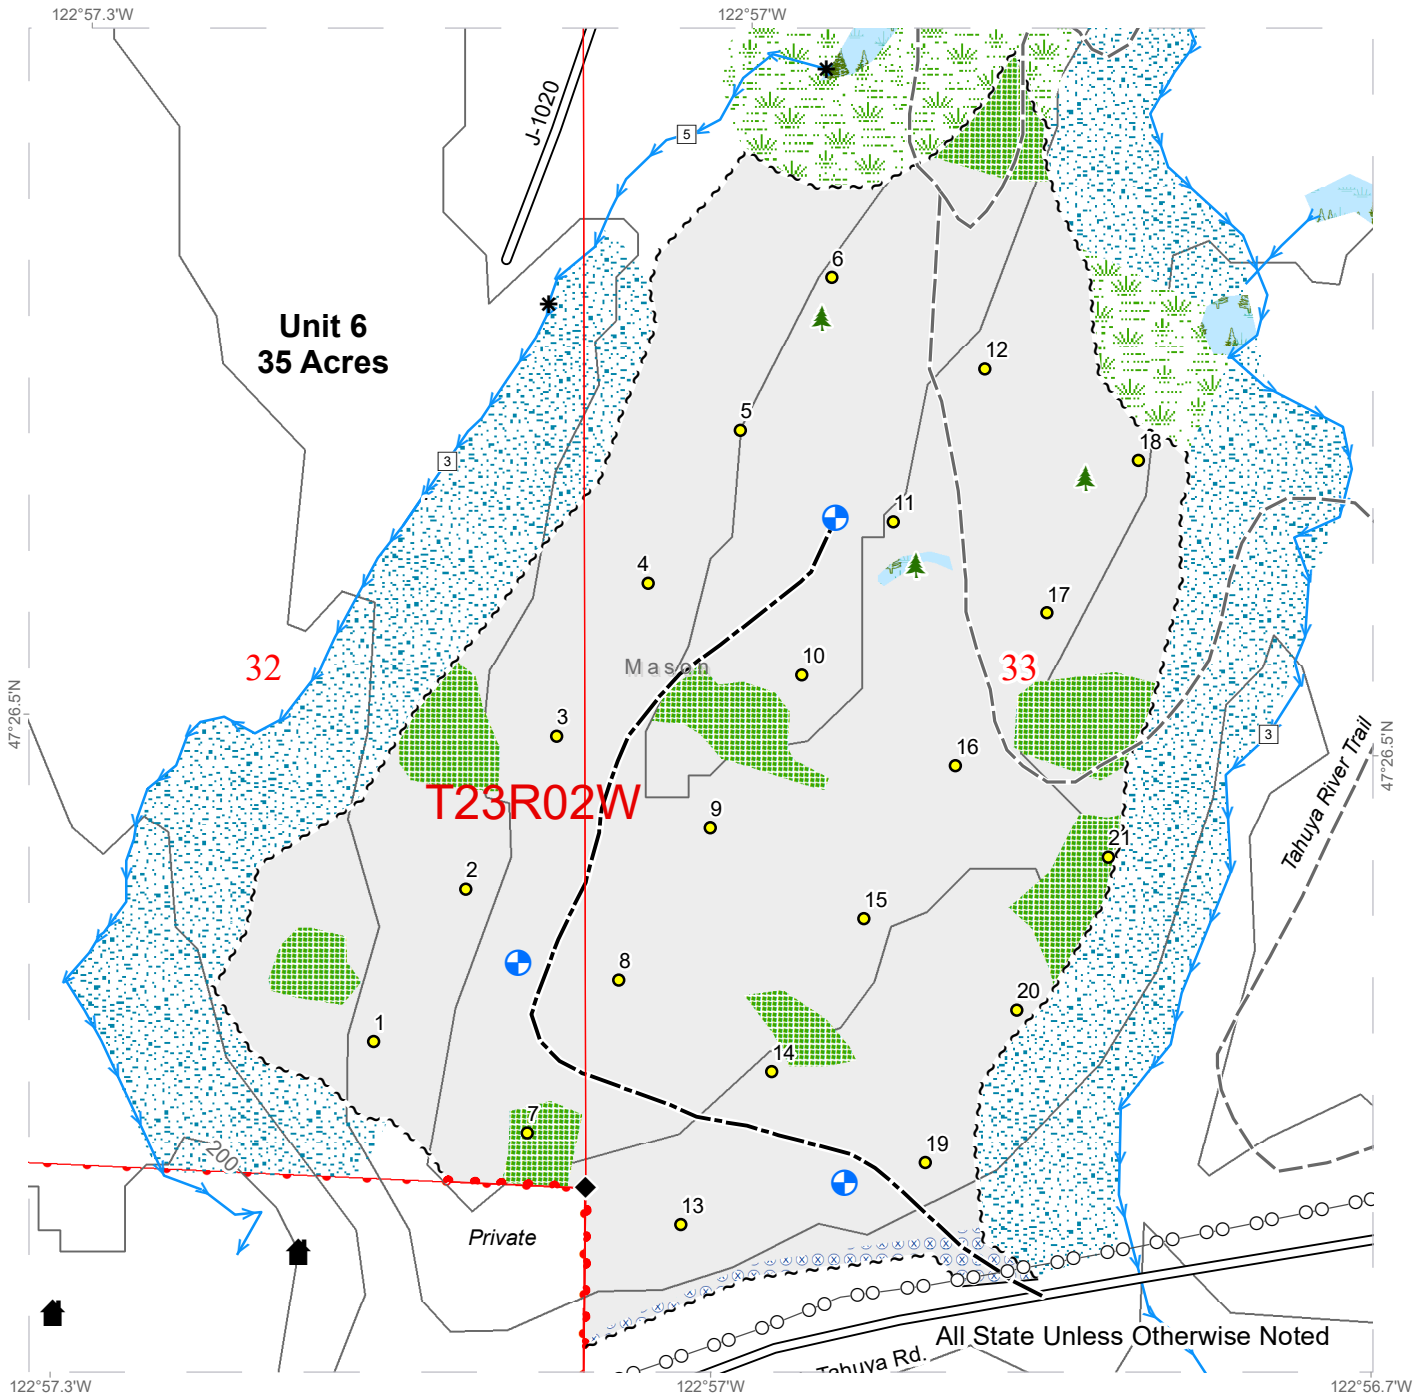 122°57.3'W
122°57'W
J-1020
5
6
Unit 6
35 Acres
12
5
18
3
11
4
17
32
Mason
10
33
47°26.5'N
3
3
47°26.5'N
16
Tahuya River Trail
T23R02W
9
21
2
15
8
20
1
14
7
200
19
13
Private
All State Unless Otherwise Noted
Tahuya Rd.
122°57.3'W
122°57'W
122°56.7'W